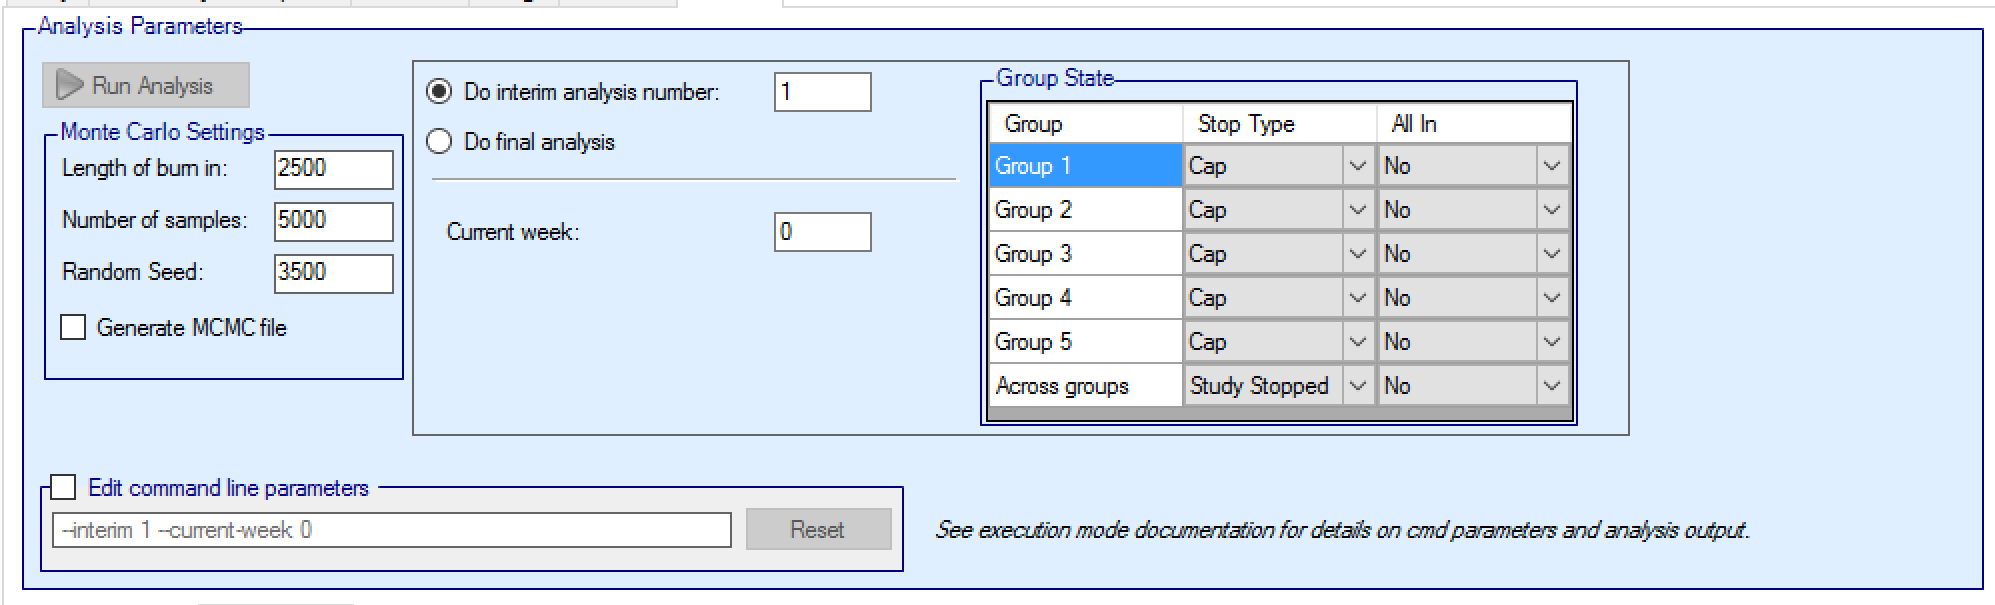 Analysis Parameters
Run Analysis
Monte Carlo Settings
Length of burn in: 2500
Number of samples: 5000
Random Seed: 3500
Generate MCMC file
Do interim analysis number: 1
Do final analysis
Current week: 0
Group State
Group Stop Type All In
Group 1 Cap No
Group 2 Cap No
Group 3 Cap No
Group 4 Cap No
Group 5 Cap No
Across groups Study Stopped No
Edit command line parameters
--interim 1 --current-week 0
Reset
See execution mode documentation for details on cmd parameters and analysis output.